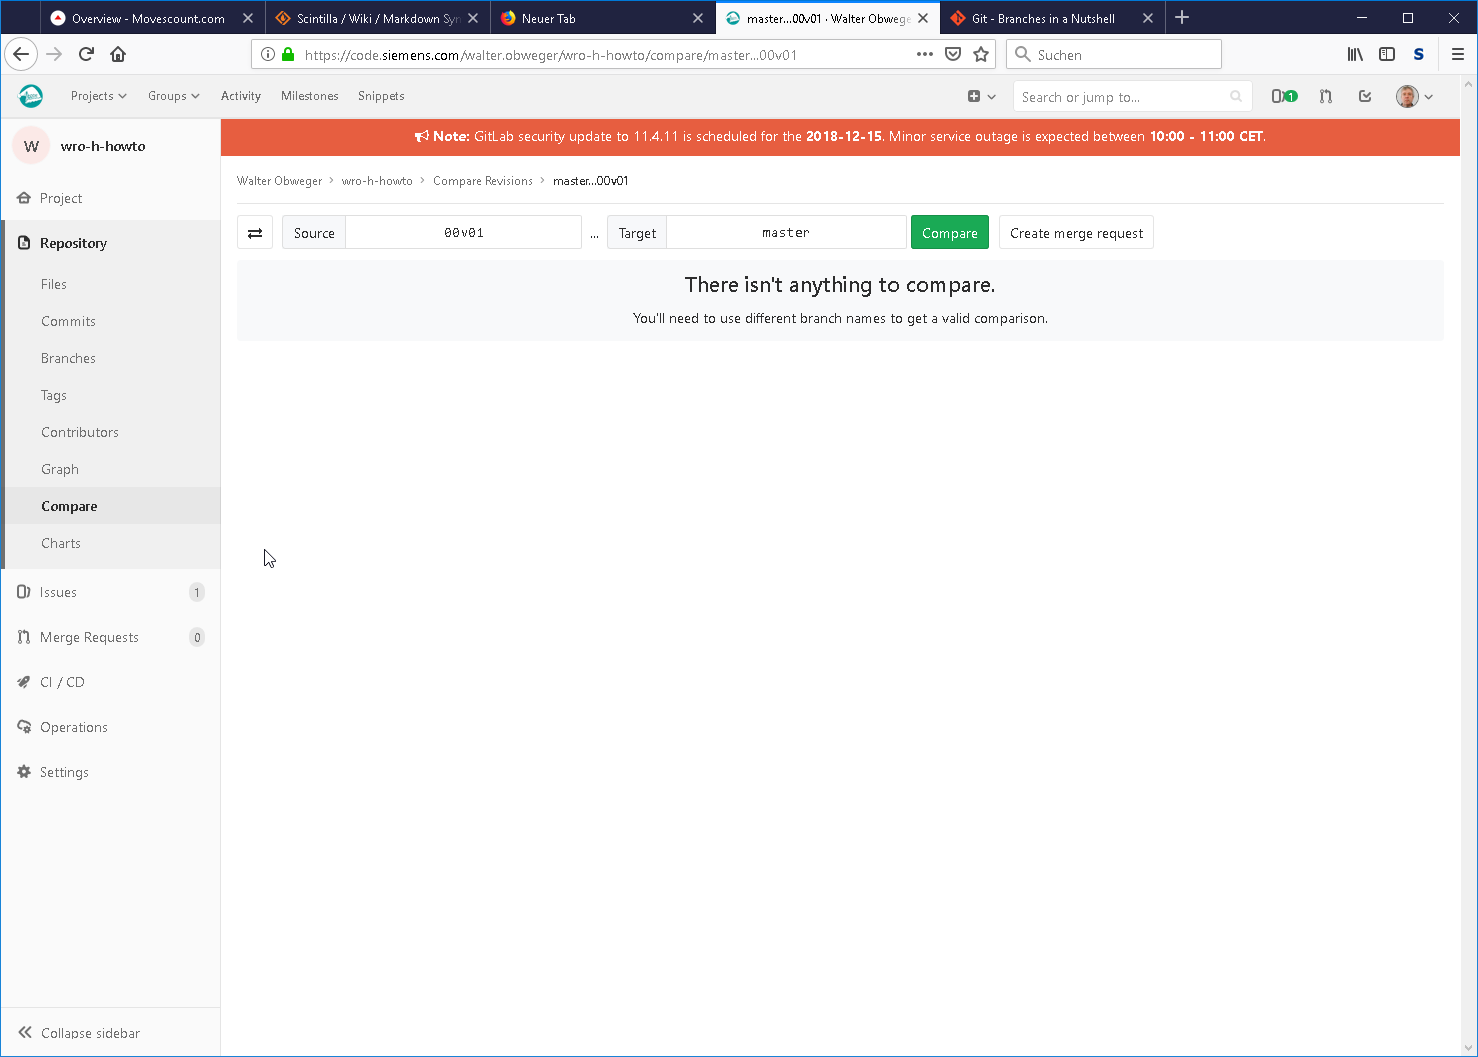 Overview - Movescount.com
Scintilla / Wiki / Markdown Syn
Neuer Tab
master...00v01 · Walter Obwege
Git - Branches in a Nutshell
https://code.siemens.com/walter.obweger/wro-h-howto/compare/master...00v01
Suchen
S
Projects
Groups
Activity
Milestones
Snippets
Search or jump to...
1
W
wro-h-howto
Note: GitLab security update to 11.4.11 is scheduled for the 2018-12-15. Minor service outage is expected between 10:00 - 11:00 CET.
Walter Obweger > wro-h-howto > Compare Revisions > master...00v01
Project
Repository
Files
Commits
Branches
Tags
Contributors
Graph
Compare
Charts
Issues 1
Merge Requests 0
CI / CD
Operations
Settings
Collapse sidebar
Source 00v01 ... Target master Compare Create merge request
There isn't anything to compare.
You'll need to use different branch names to get a valid comparison.